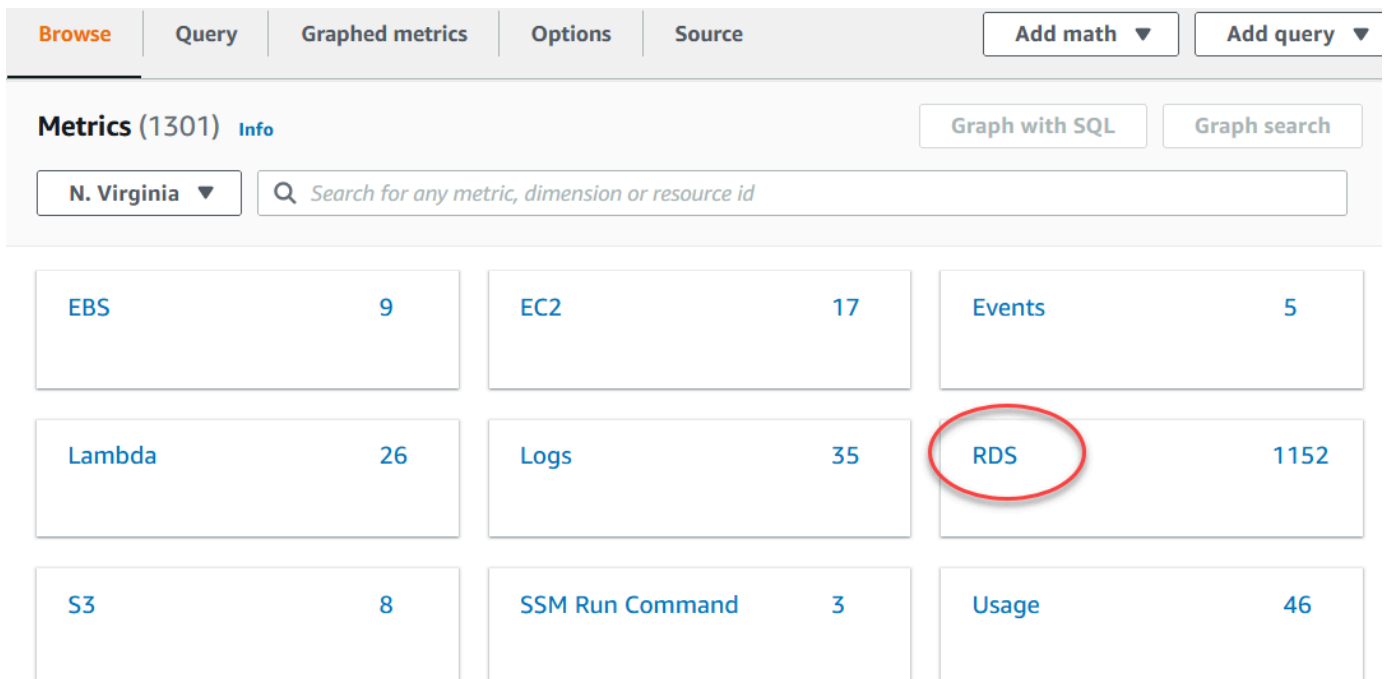 Browse Query Graphed metrics Options Source Add math Add query
Metrics (1301) Info Graph with SQL Graph search
N. Virginia Search for any metric, dimension or resource id
EBS 9 EC2 17 Events 5
Lambda 26 Logs 35 RDS 1152
S3 8 SSM Run Command 3 Usage 46